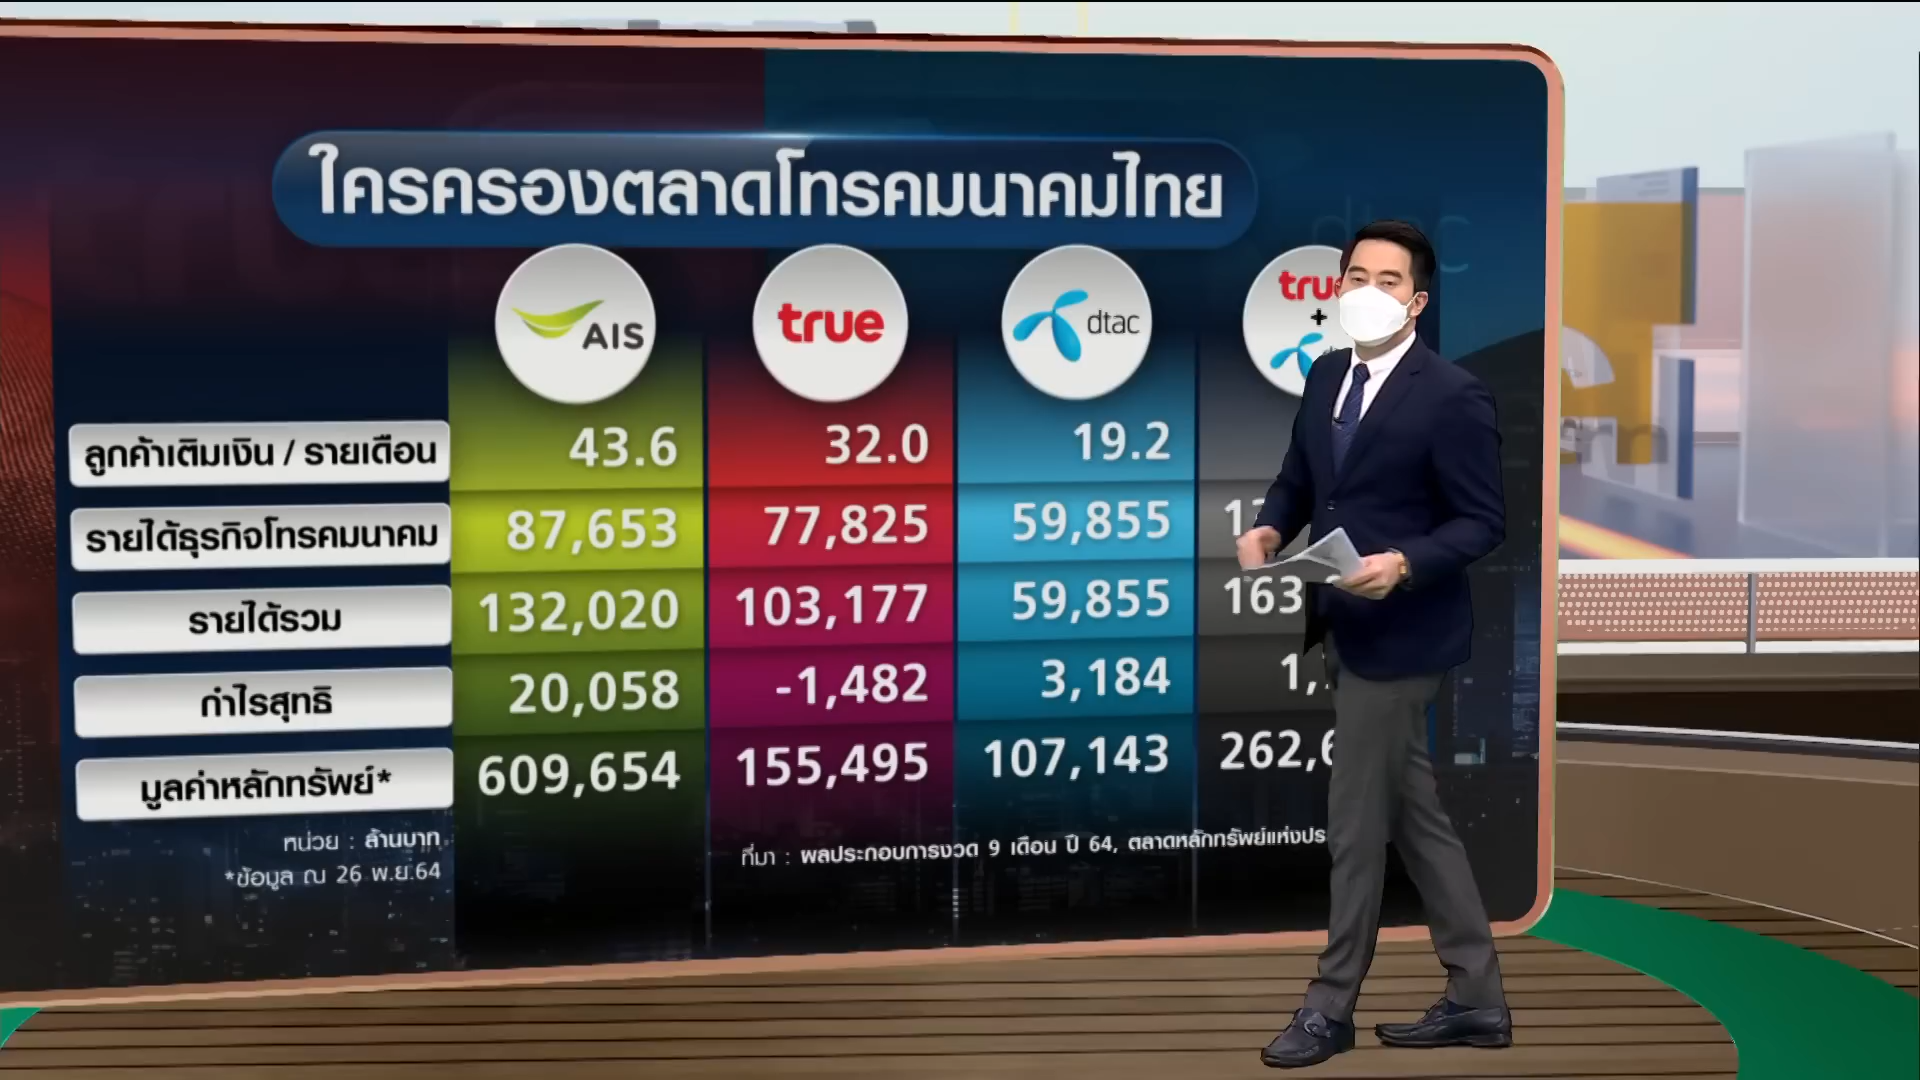 ใครครองตลาดโทรคมนาคมไทย
AIS
true
dtac
+
ลูกค้าเติมเงิน / รายเดือน 43.6 32.0 19.2
รายได้ธุรกิจโทรคมนาคม 87,653 77,825 59,855
รายได้รวม 132,020 103,177 59,855
กำไรสุทธิ 20,058 -1,482 3,184
มูลค่าหลักทรัพย์* 609,654 155,495 107,143
หน่วย : ล้านบาท
*ข้อมูล ณ 26 พ.ย.64
ที่มา : ผลประกอบการงวด 9 เดือน ปี 64, ตลาดหลักทรัพย์แห่งประ